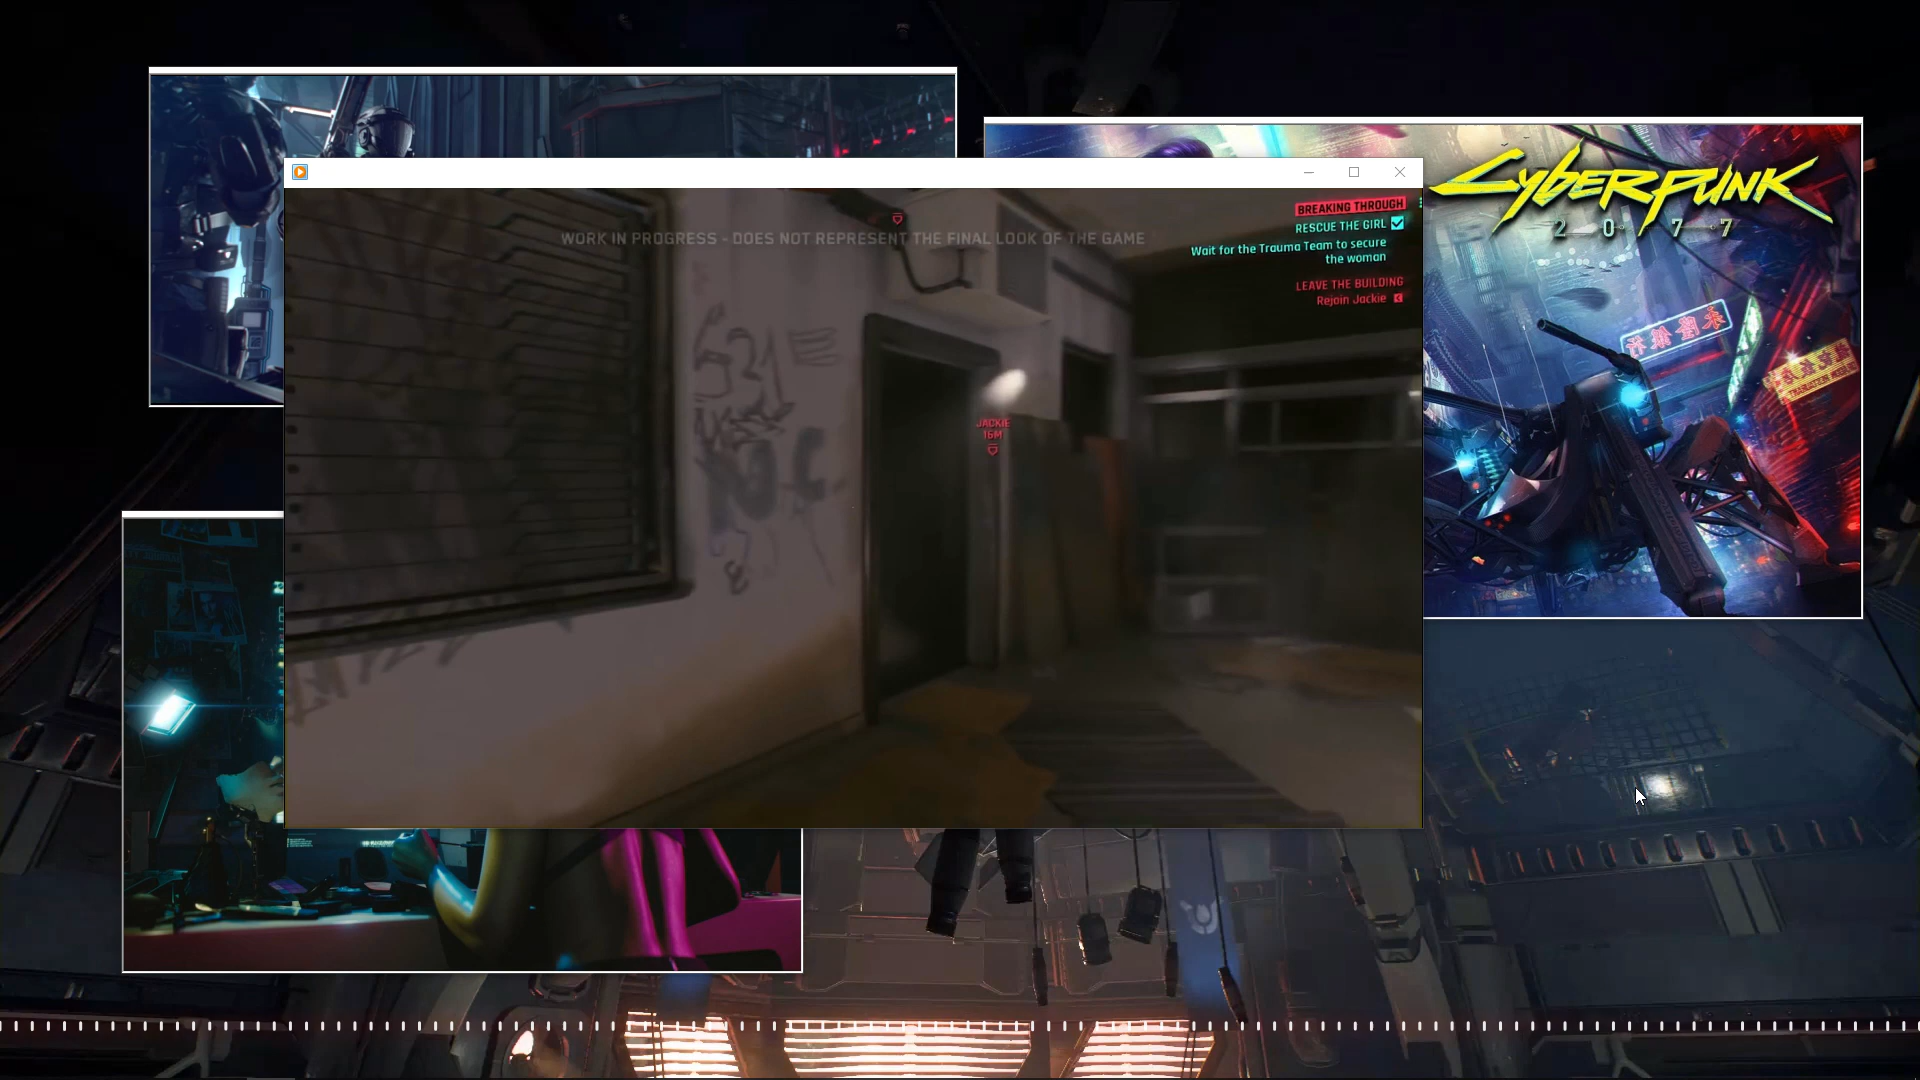 WORK IN PROGRESS - DOES NOT REPRESENT THE FINAL LOOK OF THE GAME
BREAKING THROUGH
RESCUE THE GIRL
Wait for the Trauma Team to secure
the woman
LEAVE THE BUILDING
Rejoin Jackie
JACKIE
16M
CYBERPUNK
2077